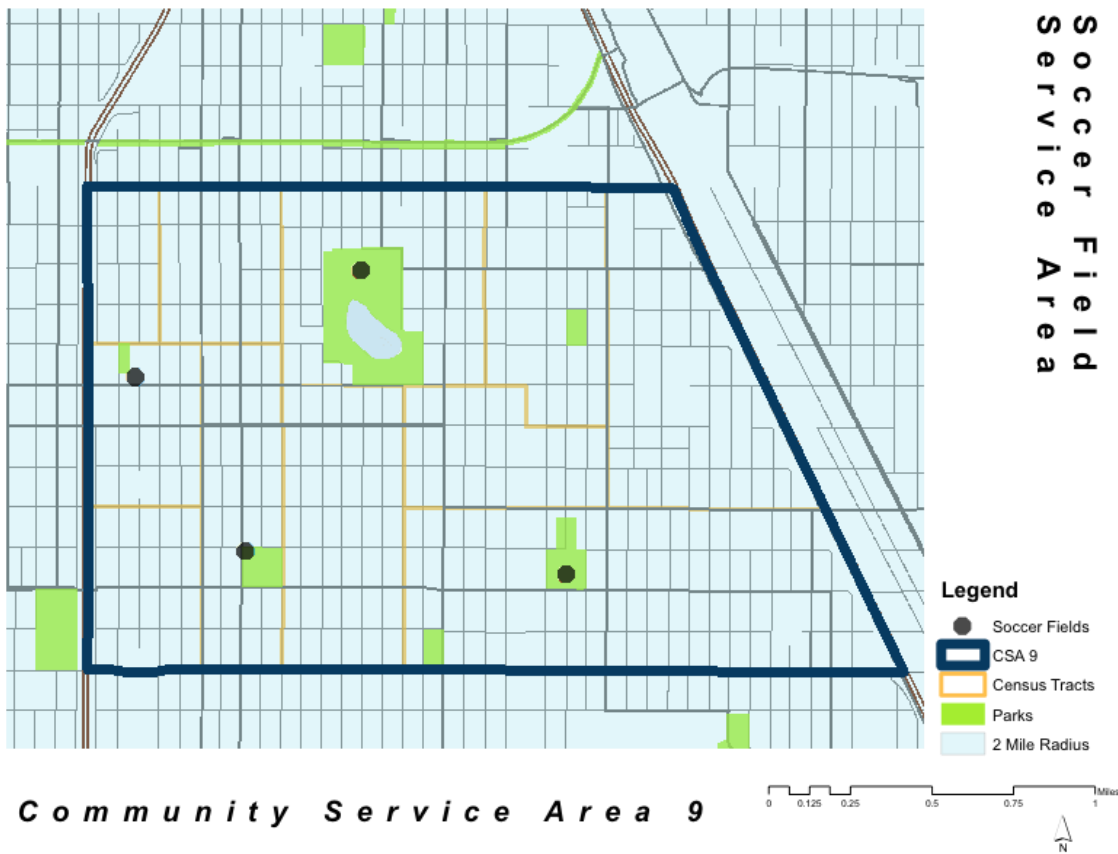 Soccer Field
Service Area
Legend
Soccer Fields
CSA 9
Census Tracts
Parks
2 Mile Radius
Community Service Area 9
Miles
0 0.125 0.25 0.5 0.75 1
N